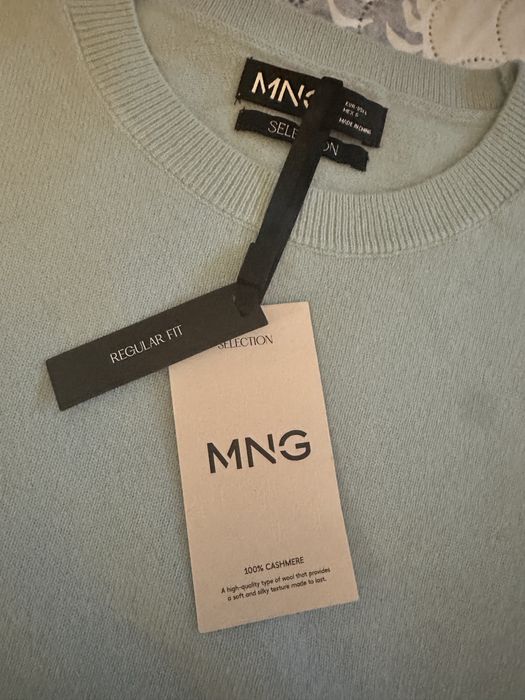 MNG
MADE IN CHINA
REGULAR FIT
SELECTION
MNG
100% CASHMERE
A high-quality type of wool that provides
a soft and silky texture made to last.